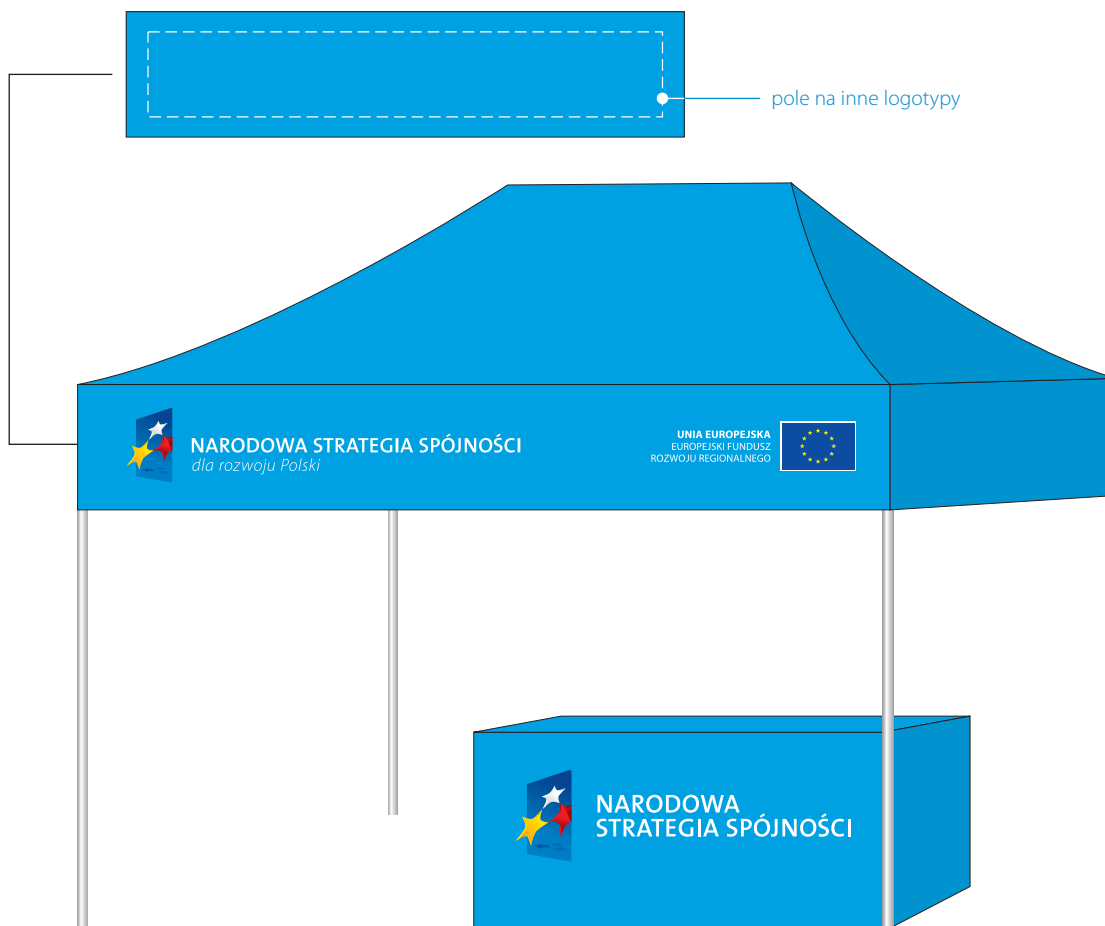 pole na inne logotypy
NARODOWA STRATEGIA SPÓJNOŚCI
dla rozwoju Polski
UNIA EUROPEJSKA
EUROPEJSKI FUNDUSZ
ROZWOJU REGIONALNEGO
NARODOWA
STRATEGIA SPÓJNOŚCI